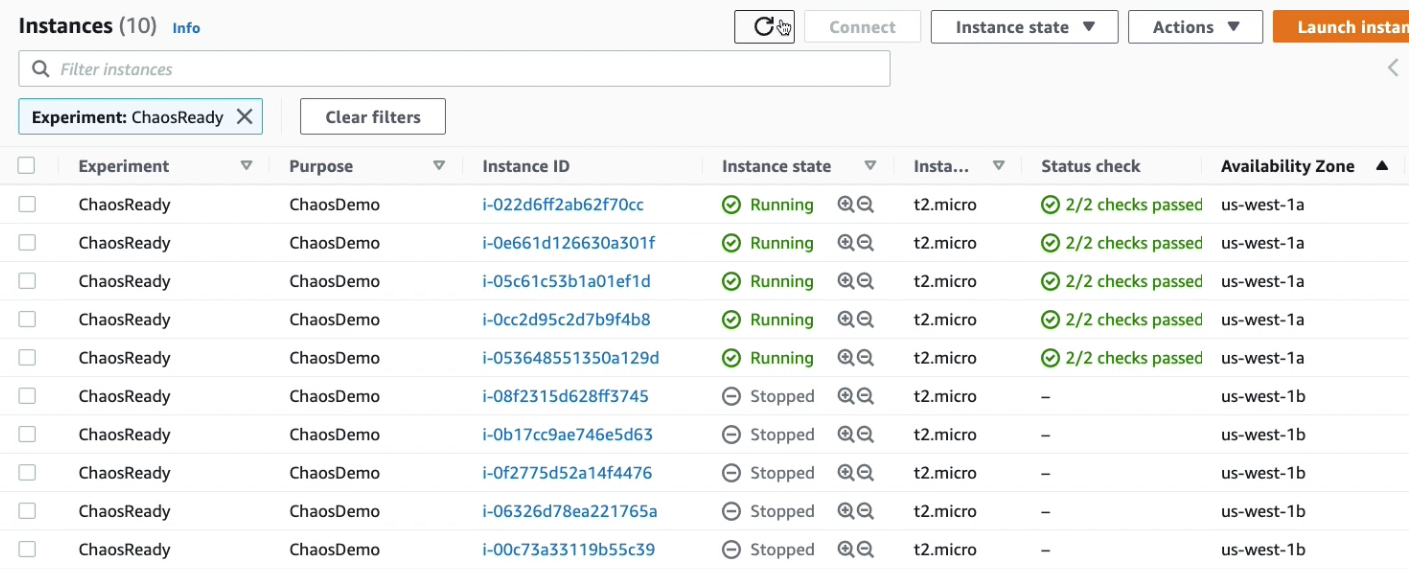 Instances (10) Info Connect Instance state Actions Launch instan
Filter instances
Experiment: ChaosReady Clear filters
Experiment Purpose Instance ID Instance state Insta... Status check Availability Zone
ChaosReady ChaosDemo i-022d6ff2ab62f70cc Running t2.micro 2/2 checks passed us-west-1a
ChaosReady ChaosDemo i-0e661d126630a301f Running t2.micro 2/2 checks passed us-west-1a
ChaosReady ChaosDemo i-05c61c53b1a01ef1d Running t2.micro 2/2 checks passed us-west-1a
ChaosReady ChaosDemo i-0cc2d95c2d7b9f4b8 Running t2.micro 2/2 checks passed us-west-1a
ChaosReady ChaosDemo i-053648551350a129d Running t2.micro 2/2 checks passed us-west-1a
ChaosReady ChaosDemo i-08f2315d628ff3745 Stopped t2.micro – us-west-1b
ChaosReady ChaosDemo i-0b17cc9ae746e5d63 Stopped t2.micro – us-west-1b
ChaosReady ChaosDemo i-0f2775d52a14f4476 Stopped t2.micro – us-west-1b
ChaosReady ChaosDemo i-06326d78ea221765a Stopped t2.micro – us-west-1b
ChaosReady ChaosDemo i-00c73a33119b55c39 Stopped t2.micro – us-west-1b